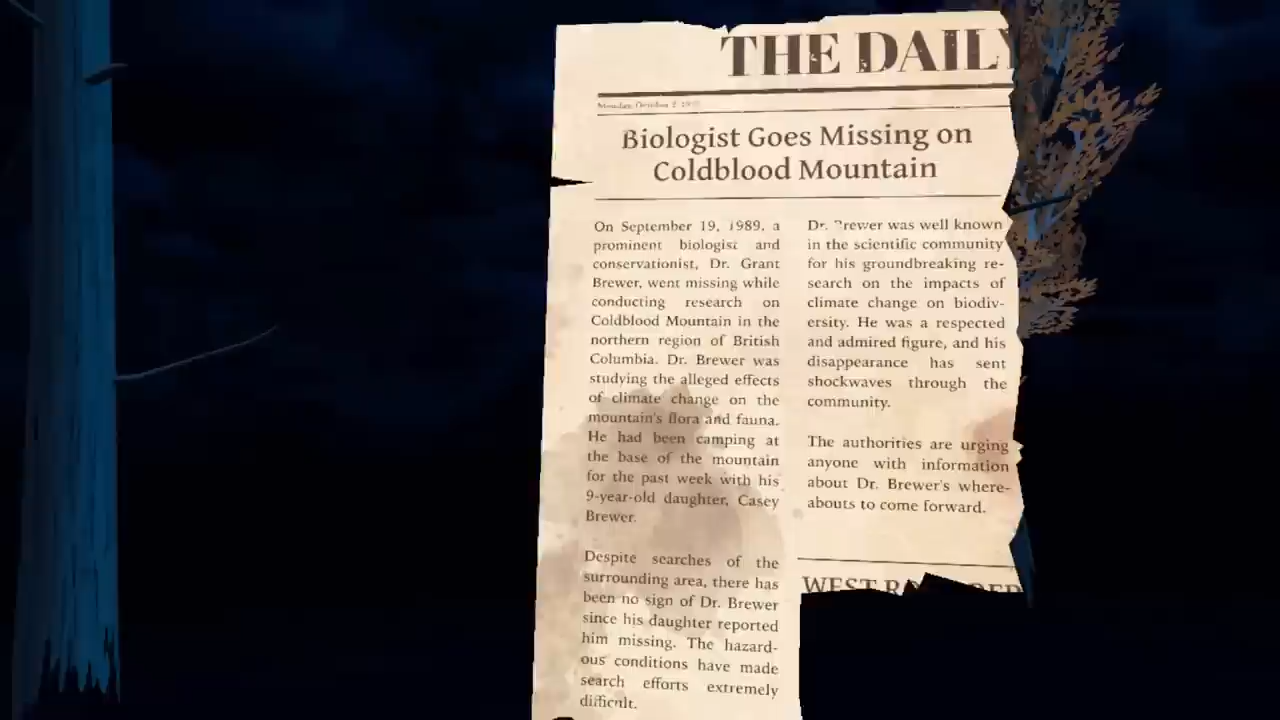 THE DAILY
Monday, October 2,
Biologist Goes Missing on
Coldblood Mountain
On September 19, 1989, a
prominent biologist and
conservationist, Dr. Grant
Brewer, went missing while
conducting research on
Coldblood Mountain in the
northern region of British
Columbia. Dr. Brewer was
studying the alleged effects
of climate change on the
mountain's flora and fauna.
He had been camping at
the base of the mountain
for the past week with his
9-year-old daughter, Casey
Brewer.
Despite searches of the
surrounding area, there has
been no sign of Dr. Brewer
since his daughter reported
him missing. The hazard-
ous conditions have made
search efforts extremely
difficult.
Dr. Brewer was well known
in the scientific community
for his groundbreaking re-
search on the impacts of
climate change on biodiv-
ersity. He was a respected
and admired figure, and his
disappearance has sent
shockwaves through the
community.
The authorities are urging
anyone with information
about Dr. Brewer's where-
abouts to come forward.
WEST